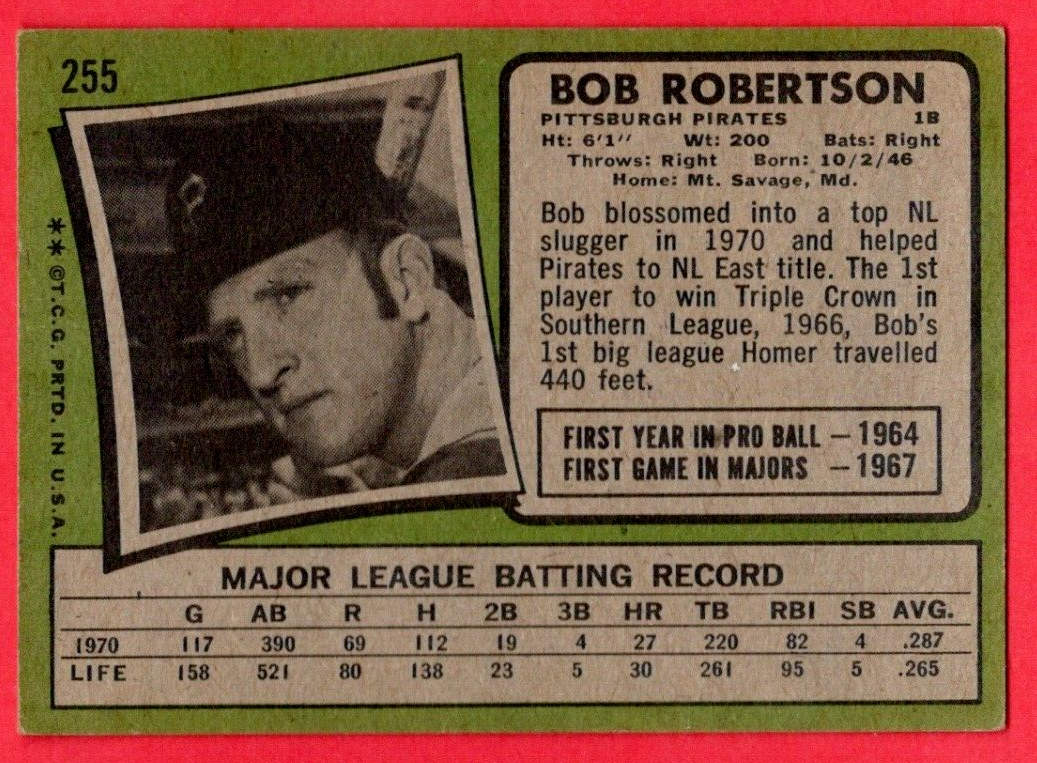 255
BOB ROBERTSON
PITTSBURGH PIRATES 1B
Ht: 6'1" Wt: 200 Bats: Right
Throws: Right Born: 10/2/46
Home: Mt. Savage, Md.
Bob blossomed into a top NL
slugger in 1970 and helped
Pirates to NL East title. The 1st
player to win Triple Crown in
Southern League, 1966, Bob's
1st big league Homer travelled
440 feet.
FIRST YEAR IN PRO BALL — 1964
FIRST GAME IN MAJORS — 1967
** ©T.C.G. PRTD. IN U.S.A.
MAJOR LEAGUE BATTING RECORD
G AB R H 2B 3B HR TB RBI SB AVG.
1970 117 390 69 112 19 4 27 220 82 4 .287
LIFE 158 521 80 138 23 5 30 261 95 5 .265